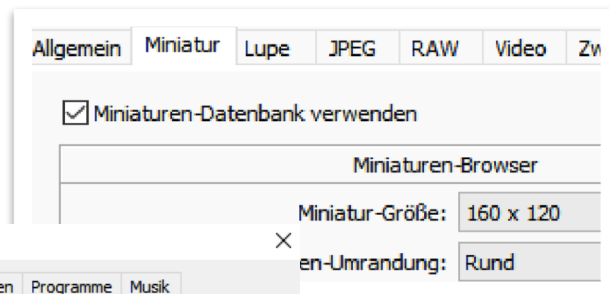 Allgemein Miniatur Lupe JPEG RAW Video
Miniaturen-Datenbank verwenden
Miniaturen-Browser
Miniatur-Größe: 160 x 120
en-Umrandung: Rund
en Programme Musik